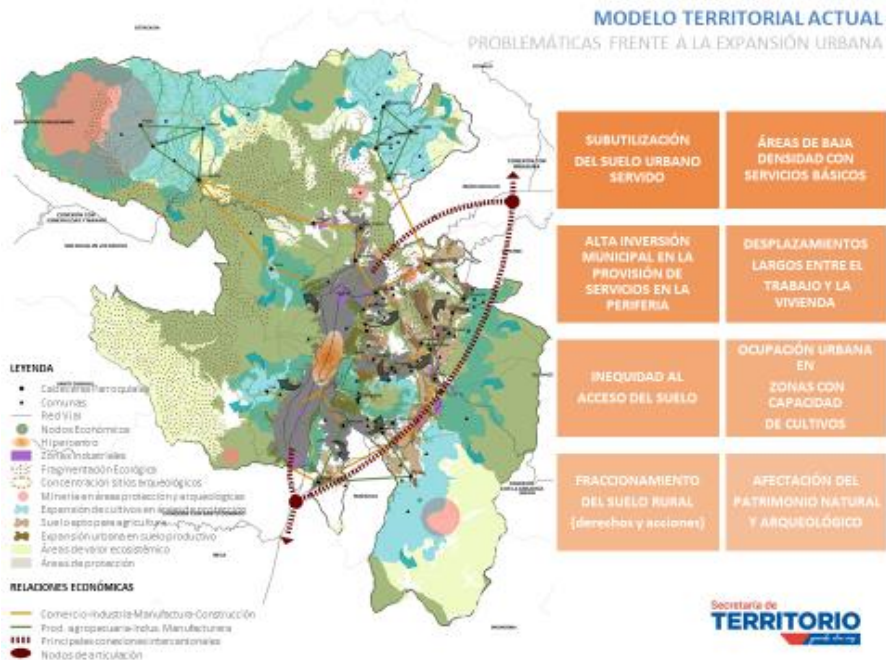 MODELO TERRITORIAL ACTUAL
PROBLEMÁTICAS FRENTE A LA EXPANSIÓN URBANA
SUBUTILIZACIÓN
DEL SUELO URBANO
SERVIDO
ÁREAS DE BAJA
DENSIDAD CON
SERVICIOS BÁSICOS
ALTA INVERSIÓN
MUNICIPAL EN LA
PROVISIÓN DE
SERVICIOS EN LA
PERIFERIA
DESPLAZAMIENTOS
LARGOS ENTRE EL
TRABAJO Y LA
VIVIENDA
INEQUIDAD AL
ACCESO DEL SUELO
OCUPACIÓN URBANA
EN
ZONAS CON
CAPACIDAD
DE CULTIVOS
FRACCIONAMIENTO
DEL SUELO RURAL
(derechos y acciones)
AFECTACIÓN DEL
PATRIMONIO NATURAL
Y ARQUEOLÓGICO
LEYENDA
Cabeceras Parroquiales
Comunas
Red Vial
Nodos Económicos
Hipercentro
Zonas Industriales
Fragmentación Ecológica
Concentración sitios arqueológicos
Minería en áreas protección y arqueológicas
Expansión de cultivos en
Suelo apto para agricultura
Expansión urbana en suelo productivo
Áreas de valor ecosistémico
Áreas de protección
RELACIONES ECONÓMICAS
Comercio-Industria-Manufactura-Construcción
Prod. agropecuaria-Indus. Manufacturera
Principales conexiones intercantonales
Nodos de articulación
Secretaría de
TERRITORIO